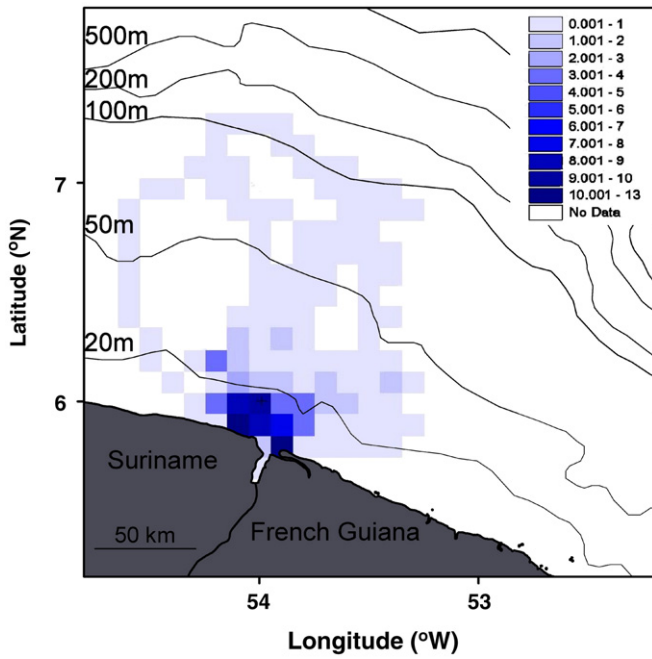 500m
200m
100m
50m
20m
0.001 - 1
1.001 - 2
2.001 - 3
3.001 - 4
4.001 - 5
5.001 - 6
6.001 - 7
7.001 - 8
8.001 - 9
9.001 - 10
10.001 - 13
No Data
7
6
Latitude (ºN)
Suriname
French Guiana
50 km
54
53
Longitude (ºW)